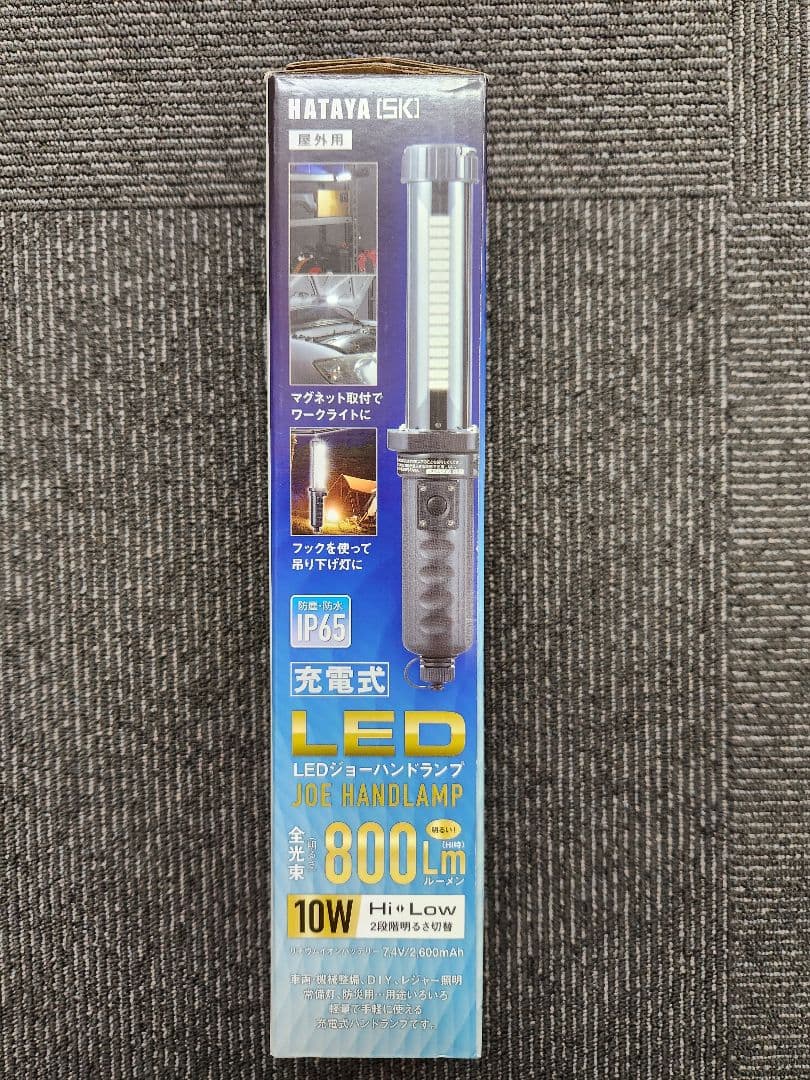 HATAYA [SK]
屋外用
マグネット取付で
ワークライトに
フックを使って
吊り下げ灯に
防塵・防水
IP65
充電式
LED
LEDジョーハンドランプ
JOE HANDLAMP
全光束
(明るさ)
800Lm
明るい!
(Hi時)
ルーメン
10W
Hi⇔Low
2段階明るさ切替
リチウムイオンバッテリー 7.4V/2,600mAh
車両・機械整備、DIY、レジャー照明
常備灯、防災用…用途いろいろ
軽量で手軽に使える
充電式ハンドランプです。